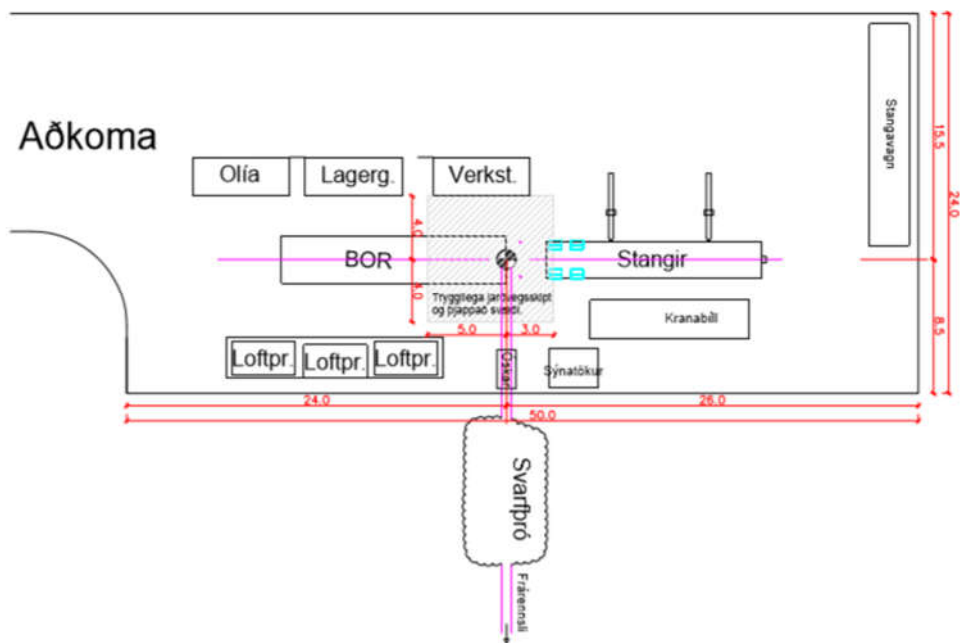 Aðkoma
Olía
Lagerg.
Verkst.
Stangavagn
15.5
24.0
4.0
BOR
Stangir
4.0
Tryggilega jarðvegsskipt
og þjappað svæði.
5.0
3.0
Kranabíll
8.5
Loftpr.
Loftpr.
Loftpr.
Óskar
Sýnatökur
24.0
26.0
50.0
Svarfþró
Frárennsli